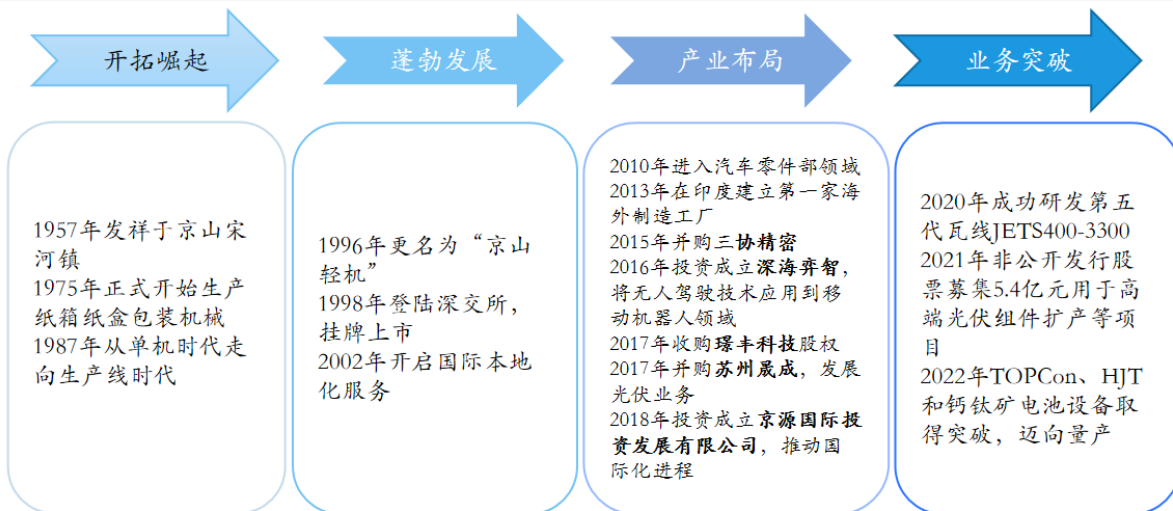 开拓崛起
1957年发祥于京山宋
河镇
1975年正式开始生产
纸箱纸盒包装机械
1987年从单机时代走
向生产线时代
蓬勃发展
1996年更名为“京山
轻机”
1998年登陆深交所，
挂牌上市
2002年开启国际本地
化服务
产业布局
2010年进入汽车零件部领域
2013年在印度建立第一家海
外制造工厂
2015年并购三协精密
2016年投资成立深海弈智，
将无人驾驶技术应用到移
动机器人领域
2017年收购璟丰科技股权
2017年并购苏州晟成，发展
光伏业务
2018年投资成立京源国际投
资发展有限公司，推动国
际化进程
业务突破
2020年成功研发第五
代瓦线JETS400-3300
2021年非公开发行股
票募集5.4亿元用于高
端光伏组件扩产等项
目
2022年TOPCon、HJT
和钙钛矿电池设备取
得突破，迈向量产